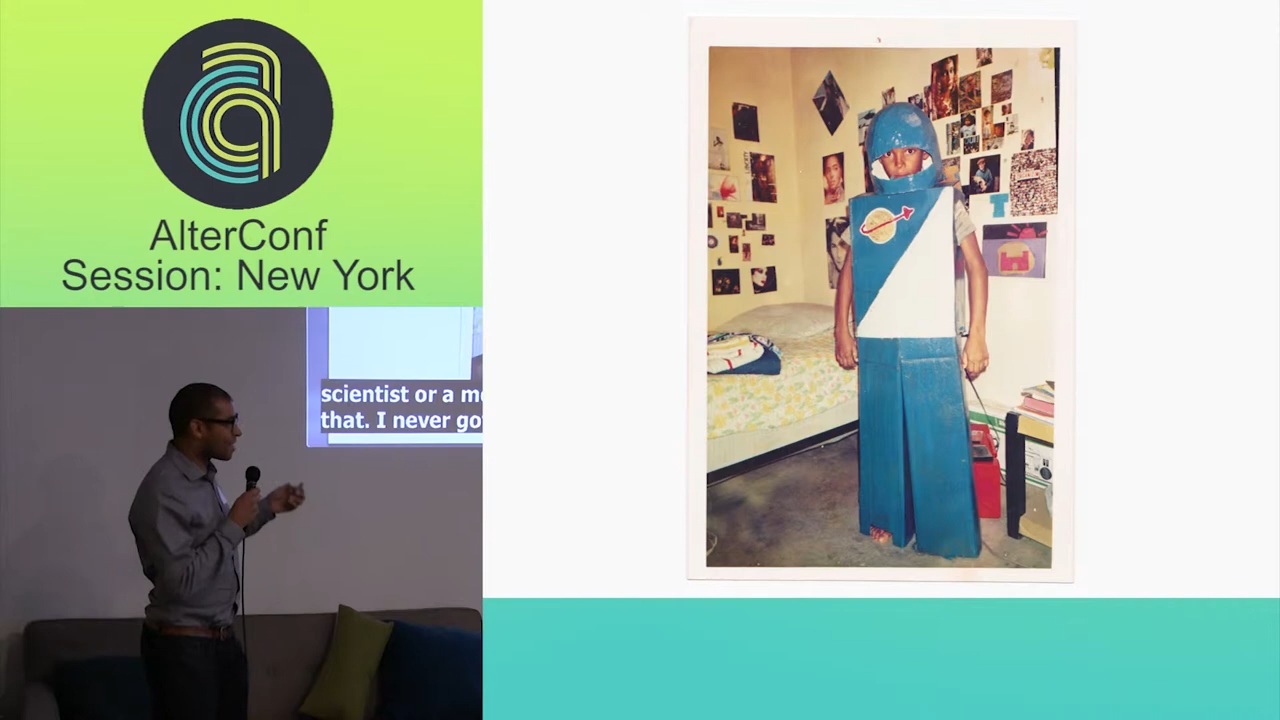 AlterConf
Session: New York
scientist or a m
that. I never go